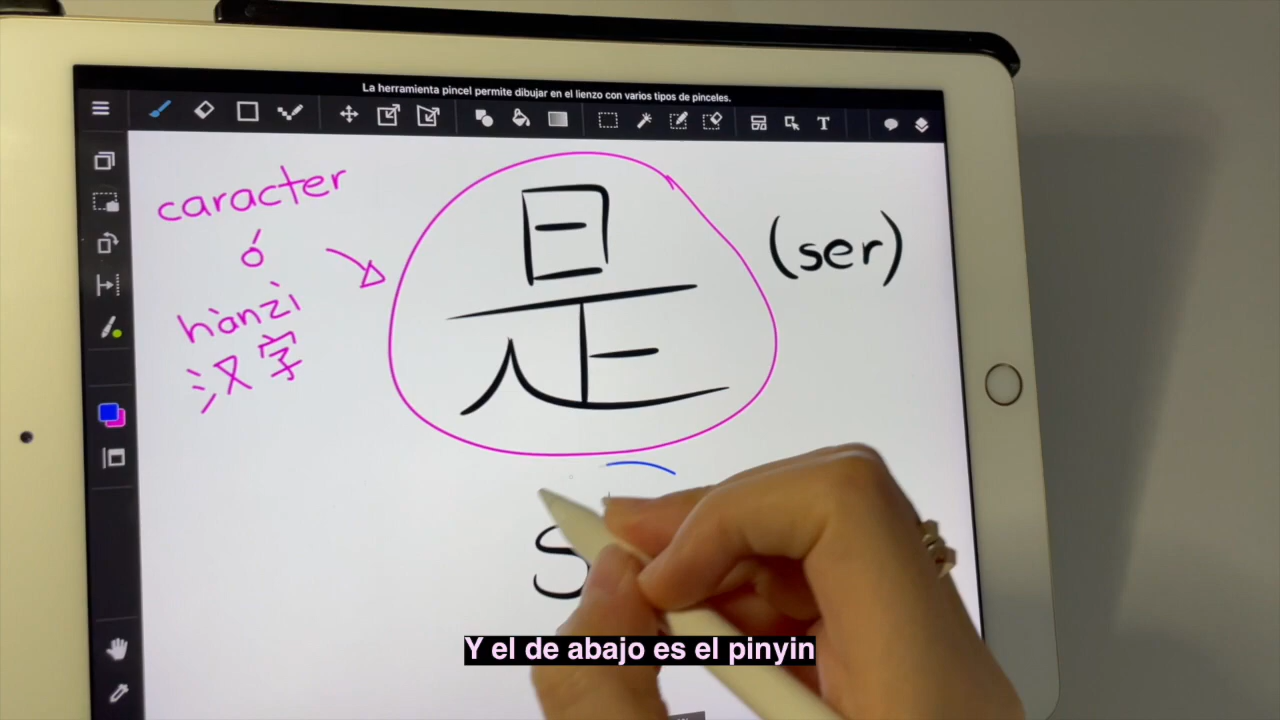 La herramienta pincel permite dibujar en el lienzo con varios tipos de pinceles.
T
caracter
ó
hànzì
汉字
是
(ser)
S
Y el de abajo es el pinyin